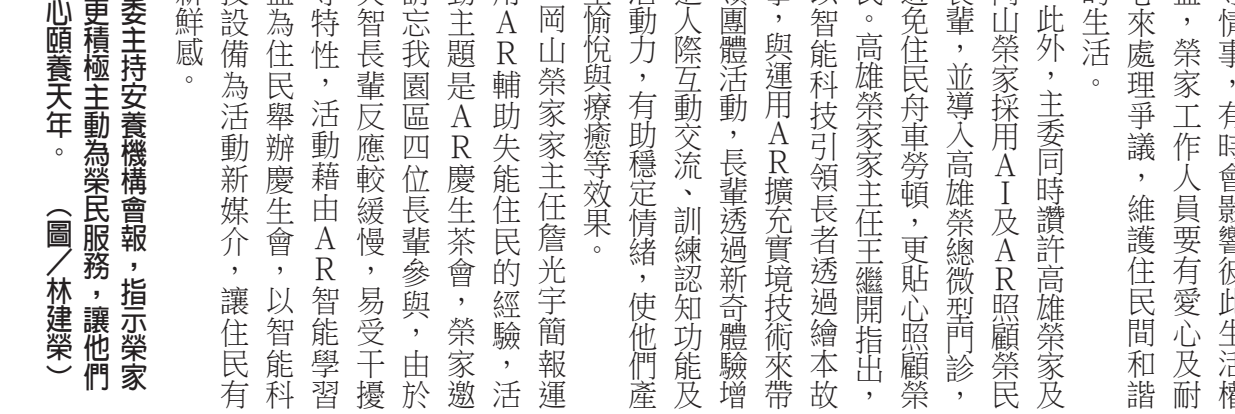 情事，有時會影響彼此生活權
益，榮家工作人員要有愛心及耐
心來處理爭議，維護住民間和諧
的生活。
此外，主委同時讚許高雄榮家及
岡山榮家採用ＡＩ及ＡＲ照顧榮民
長輩，並導入高雄榮總微型門診，
避免住民舟車勞頓，更貼心照顧榮
民。高雄榮家家主任王繼開指出，
以智能科技引領長者透過繪本故
事，與運用ＡＲ擴充實境技術來帶
領團體活動，長輩透過新奇體驗增
進人際互動交流、訓練認知功能及
活動力，有助穩定情緒，使他們產
生愉悅與療癒等效果。
岡山榮家家主任詹光宇簡報運
用ＡＲ輔助失能住民的經驗，活
動主題是ＡＲ慶生茶會，榮家邀
請忘我園區四位長輩參與，由於
失智長輩反應較緩慢，易受干擾
等特性，活動藉由ＡＲ智能學習
為住民舉辦慶生會，以智能科
技設備為活動新媒介，讓住民有
新鮮感。
委主持安養機構會報，指示榮家
更積極主動為榮民服務，讓他們
心頤養天年。（圖／林建榮）